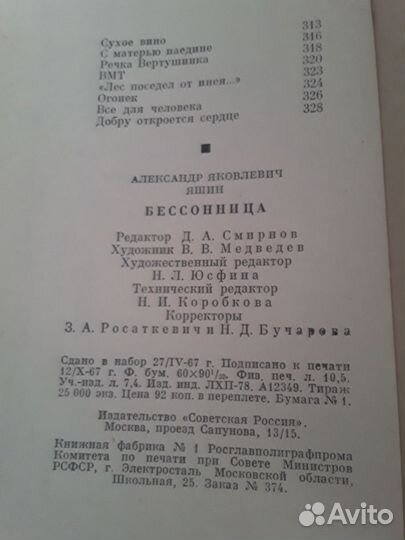 313
Сухое вино 316
С матерью наедине 318
Речка Вертушинка 320
ВМТ 323
«Лес поседел от инея...» 324
Огонек 326
Все для человека 328
Добру откроется сердце
АЛЕКСАНДР ЯКОВЛЕВИЧ
ЯШИН
БЕССОННИЦА
Редактор Д. А. Смирнов
Художник В. В. Медведев
Художественный редактор
Н. Л. Юсфина
Технический редактор
Н. И. Коробкова
Корректоры
З. А. Росаткевич и Н. Д. Бучарова
Сдано в набор 27/IV-67 г. Подписано к печати
12/X-67 г. Ф. бум. 60×90¹/₃₂. Физ. печ. л. 10,5.
Уч.-изд. л. 7,4. Изд. инд. ЛХП-78. А12349. Тираж
25 000 экз. Цена 92 коп. в переплете. Бумага № 1.
Издательство «Советская Россия».
Москва, проезд Сапунова, 13/15.
Книжная фабрика № 1 Росглавполиграфпрома
Комитета по печати при Совете Министров
РСФСР, г. Электросталь Московской области,
Школьная, 25. Заказ № 374.
Avito